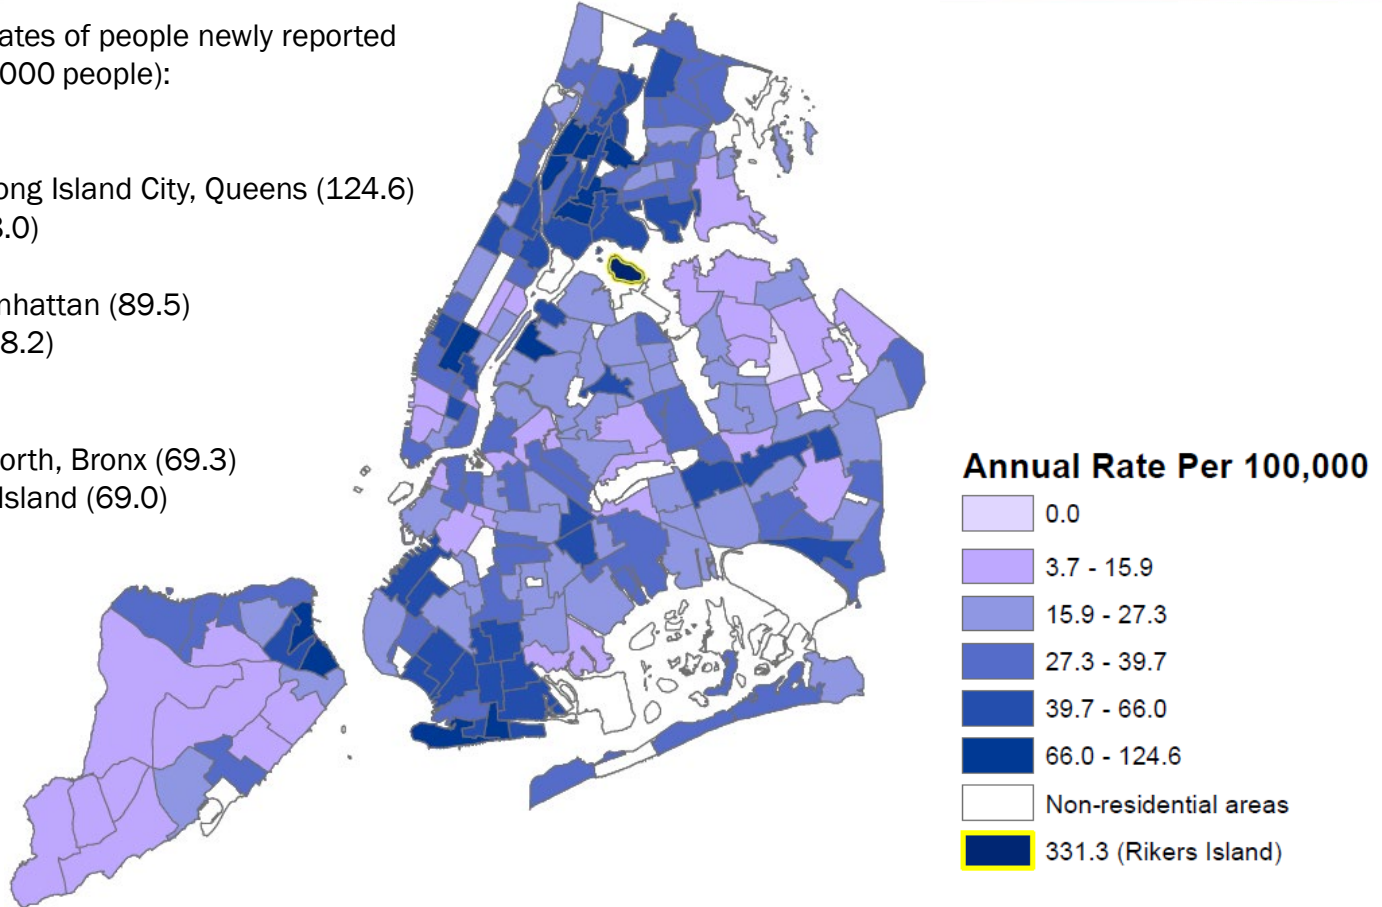 ates of people newly reported
000 people):
ong Island City, Queens (124.6)
3.0)
nhattan (89.5)
8.2)
orth, Bronx (69.3)
Island (69.0)
Annual Rate Per 100,000
0.0
3.7 - 15.9
15.9 - 27.3
27.3 - 39.7
39.7 - 66.0
66.0 - 124.6
Non-residential areas
331.3 (Rikers Island)